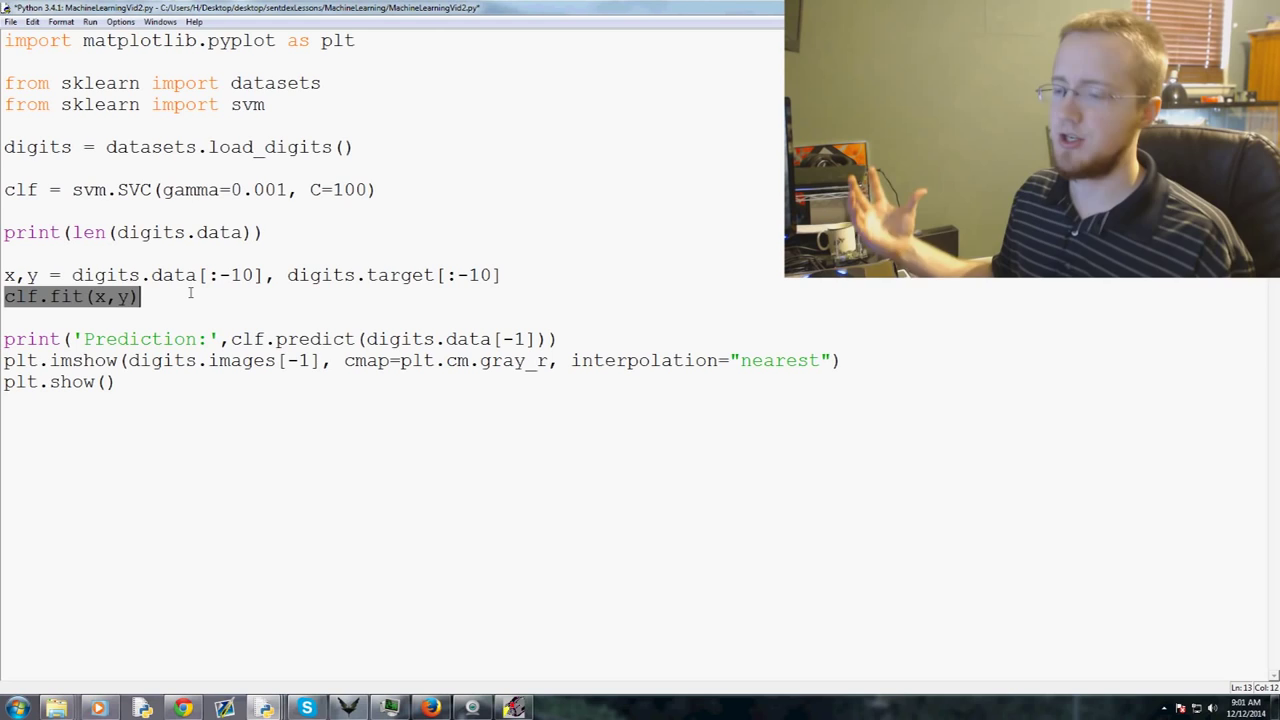 *Python 3.4.1: MachineLearningVid2.py - C:/Users/H/Desktop/desktop/sentdexLessons/MachineLearning/MachineLearningVid2.py*
File Edit Format Run Options Windows Help
import matplotlib.pyplot as plt
from sklearn import datasets
from sklearn import svm
digits = datasets.load_digits()
clf = svm.SVC(gamma=0.001, C=100)
print(len(digits.data))
x,y = digits.data[:-10], digits.target[:-10]
clf.fit(x,y)
print('Prediction:',clf.predict(digits.data[-1]))
plt.imshow(digits.images[-1], cmap=plt.cm.gray_r, interpolation="nearest")
plt.show()
Ln: 13 Col: 12
9:01 AM
12/12/2014